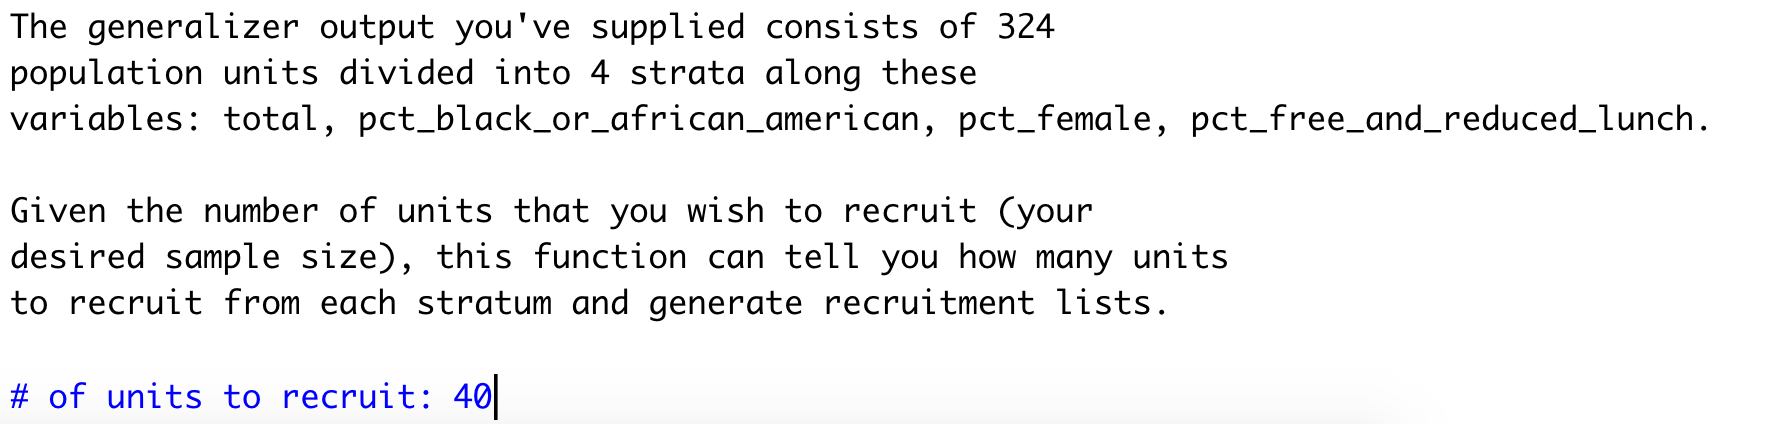 The generalizer output you've supplied consists of 324
population units divided into 4 strata along these
variables: total, pct_black_or_african_american, pct_female, pct_free_and_reduced_lunch.
Given the number of units that you wish to recruit (your
desired sample size), this function can tell you how many units
to recruit from each stratum and generate recruitment lists.
# of units to recruit: 40